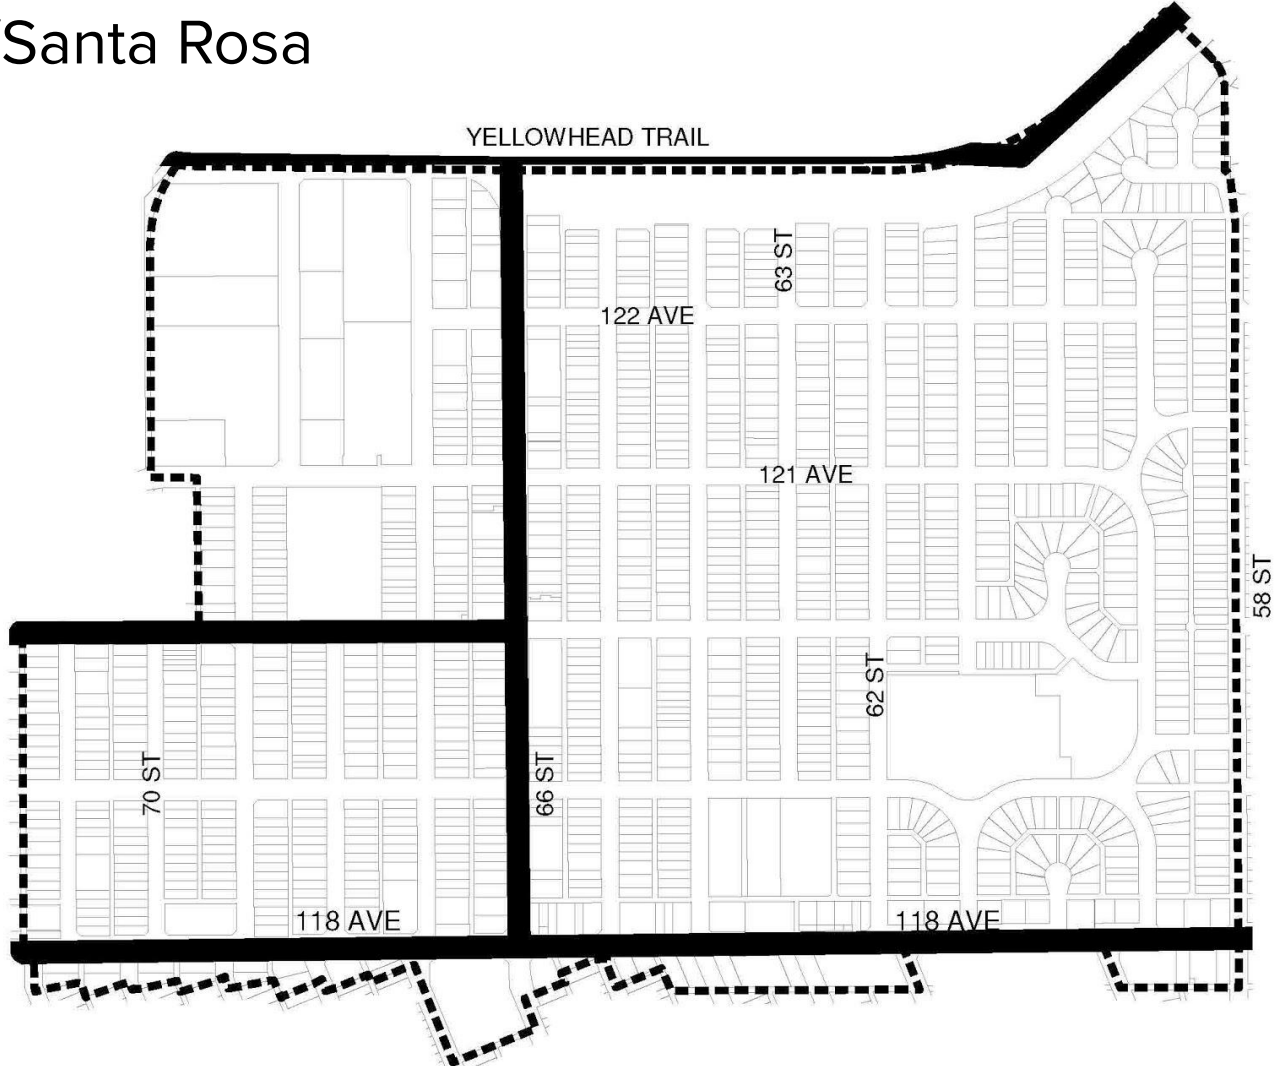 Santa Rosa
YELLOWHEAD TRAIL
63 ST
122 AVE
121 AVE
58 ST
62 ST
70 ST
66 ST
118 AVE
118 AVE